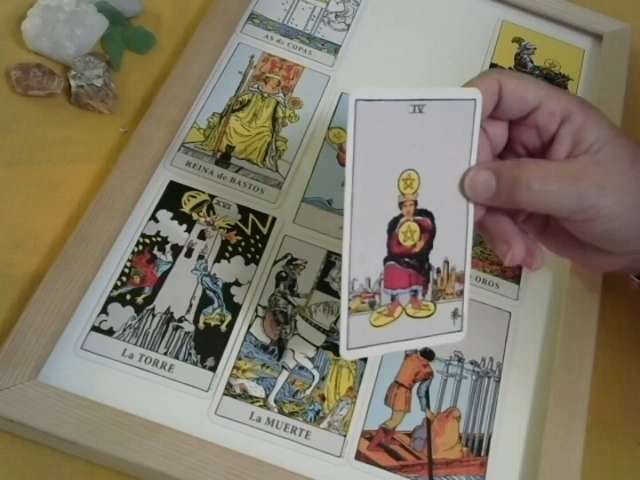 AS de COPAS
IV
REINA de BASTOS
OROS
XVI
La TORRE
La MUERTE